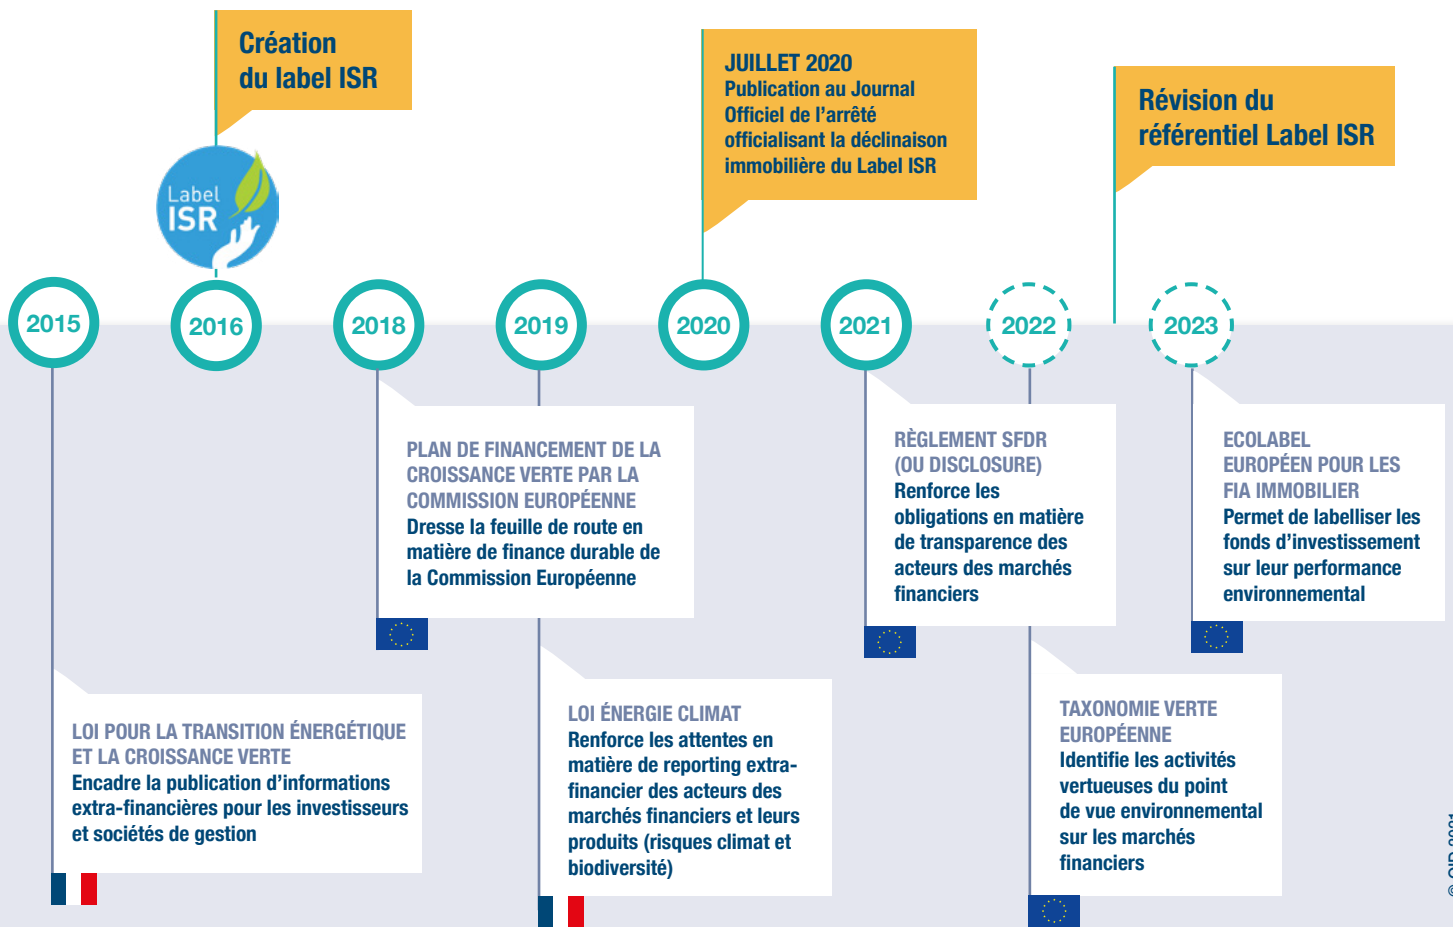 Création
du label ISR
JUILLET 2020
Publication au Journal
Officiel de l’arrêté
officialisant la déclinaison
immobilière du Label ISR
Révision du
référentiel Label ISR
Label
ISR
2015
2016
2018
2019
2020
2021
2022
2023
PLAN DE FINANCEMENT DE LA
CROISSANCE VERTE PAR LA
COMMISSION EUROPÉENNE
Dresse la feuille de route en
matière de finance durable de
la Commission Européenne
RÈGLEMENT SFDR
(OU DISCLOSURE)
Renforce les
obligations en matière
de transparence des
acteurs des marchés
financiers
ECOLABEL
EUROPÉEN POUR LES
FIA IMMOBILIER
Permet de labelliser les
fonds d’investissement
sur leur performance
environnemental
LOI POUR LA TRANSITION ÉNERGÉTIQUE
ET LA CROISSANCE VERTE
Encadre la publication d’informations
extra-financières pour les investisseurs
et sociétés de gestion
LOI ÉNERGIE CLIMAT
Renforce les attentes en
matière de reporting extra-
financier des acteurs des
marchés financiers et leurs
produits (risques climat et
biodiversité)
TAXONOMIE VERTE
EUROPÉENNE
Identifie les activités
vertueuses du point
de vue environnemental
sur les marchés
financiers
© OID 2021